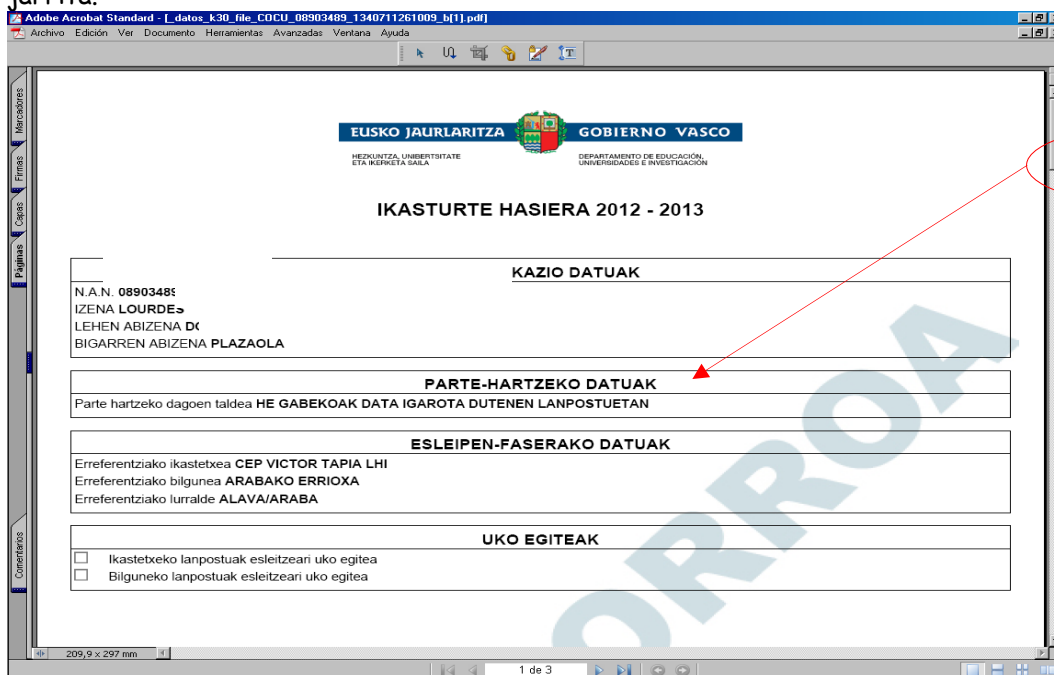 Adobe Acrobat Standard - [_datos_k30_file_COCU_08903489_1340711261009_b[1].pdf]
Archivo Edición Ver Documento Herramientas Avanzadas Ventana Ayuda
Marcadores
Firmas
Capas
Páginas
Comentarios
EUSKO JAURLARITZA GOBIERNO VASCO
HEZKUNTZA, UNIBERTSITATE DEPARTAMENTO DE EDUCACIÓN,
ETA IKERKETA SAILA UNIVERSIDADES E INVESTIGACIÓN
IKASTURTE HASIERA 2012 - 2013
KAZIO DATUAK
N.A.N. 08903489
IZENA LOURDES
LEHEN ABIZENA
BIGARREN ABIZENA PLAZAOLA
PARTE-HARTZEKO DATUAK
Parte hartzeko dagoen taldea HE GABEKOAK DATA IGAROTA DUTENEN LANPOSTUETAN
ESLEIPEN-FASERAKO DATUAK
Erreferentziako ikastetxea CEP VICTOR TAPIA LHI
Erreferentziako bilgunea ARABAKO ERRIOXA
Erreferentziako lurralde ALAVA/ARABA
UKO EGITEAK
Ikastetxeko lanpostuak esleitzeari uko egitea
Bilguneko lanpostuak esleitzeari uko egitea
ORROA
209,9 x 297 mm
1 de 3